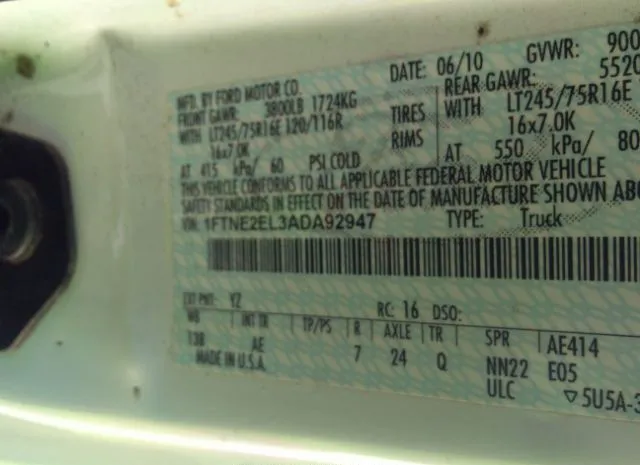 DATE: 06/10 GVWR: 900
MFD. BY FORD MOTOR CO.
FRONT GAWR: 3800LB 1724KG REAR GAWR: 5520
WITH LT245/75R16E 120/116R TIRES WITH LT245/75R16E
16x7.0K RIMS 16x7.0K
AT 415 kPa/ 60 PSI COLD AT 550 kPa/ 80
THIS VEHICLE CONFORMS TO ALL APPLICABLE FEDERAL MOTOR VEHICLE
SAFETY STANDARDS IN EFFECT ON THE DATE OF MANUFACTURE SHOWN ABO
VIN: 1FTNE2EL3ADA92947 TYPE: Truck
EXT PNT: YZ RC: 16 DSO:
WB INT TR TP/PS R AXLE TR SPR AE414
138 AE 7 24 Q NN22 E05
MADE IN U.S.A. ULC ▽5U5A-3